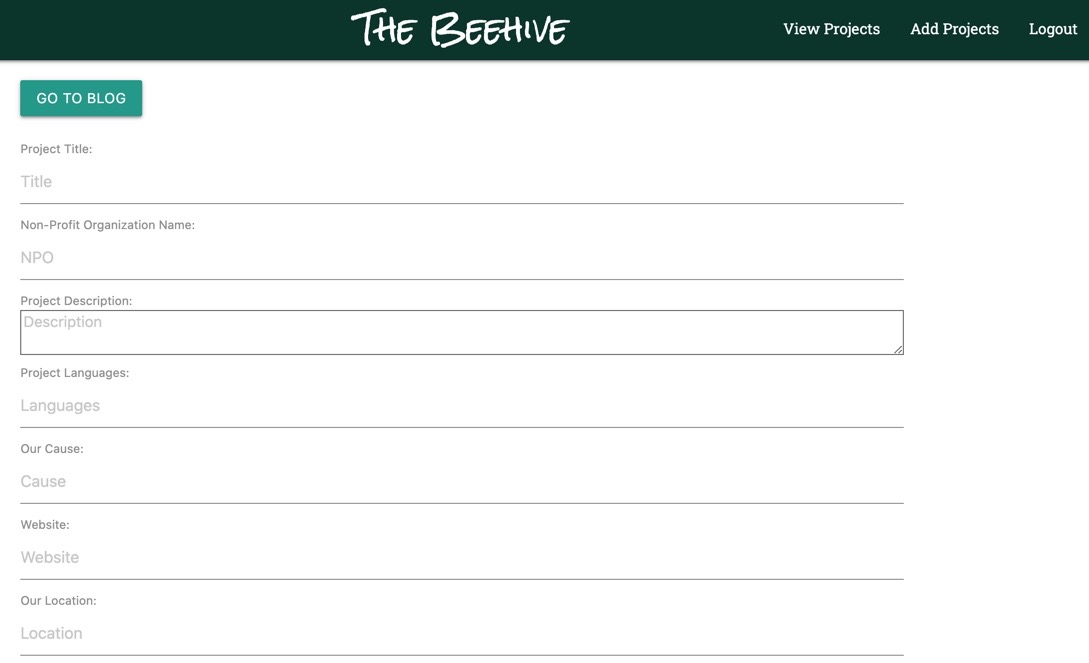 The Beehive
View Projects Add Projects Logout
GO TO BLOG
Project Title:
Title
Non-Profit Organization Name:
NPO
Project Description:
Description
Project Languages:
Languages
Our Cause:
Cause
Website:
Website
Our Location:
Location